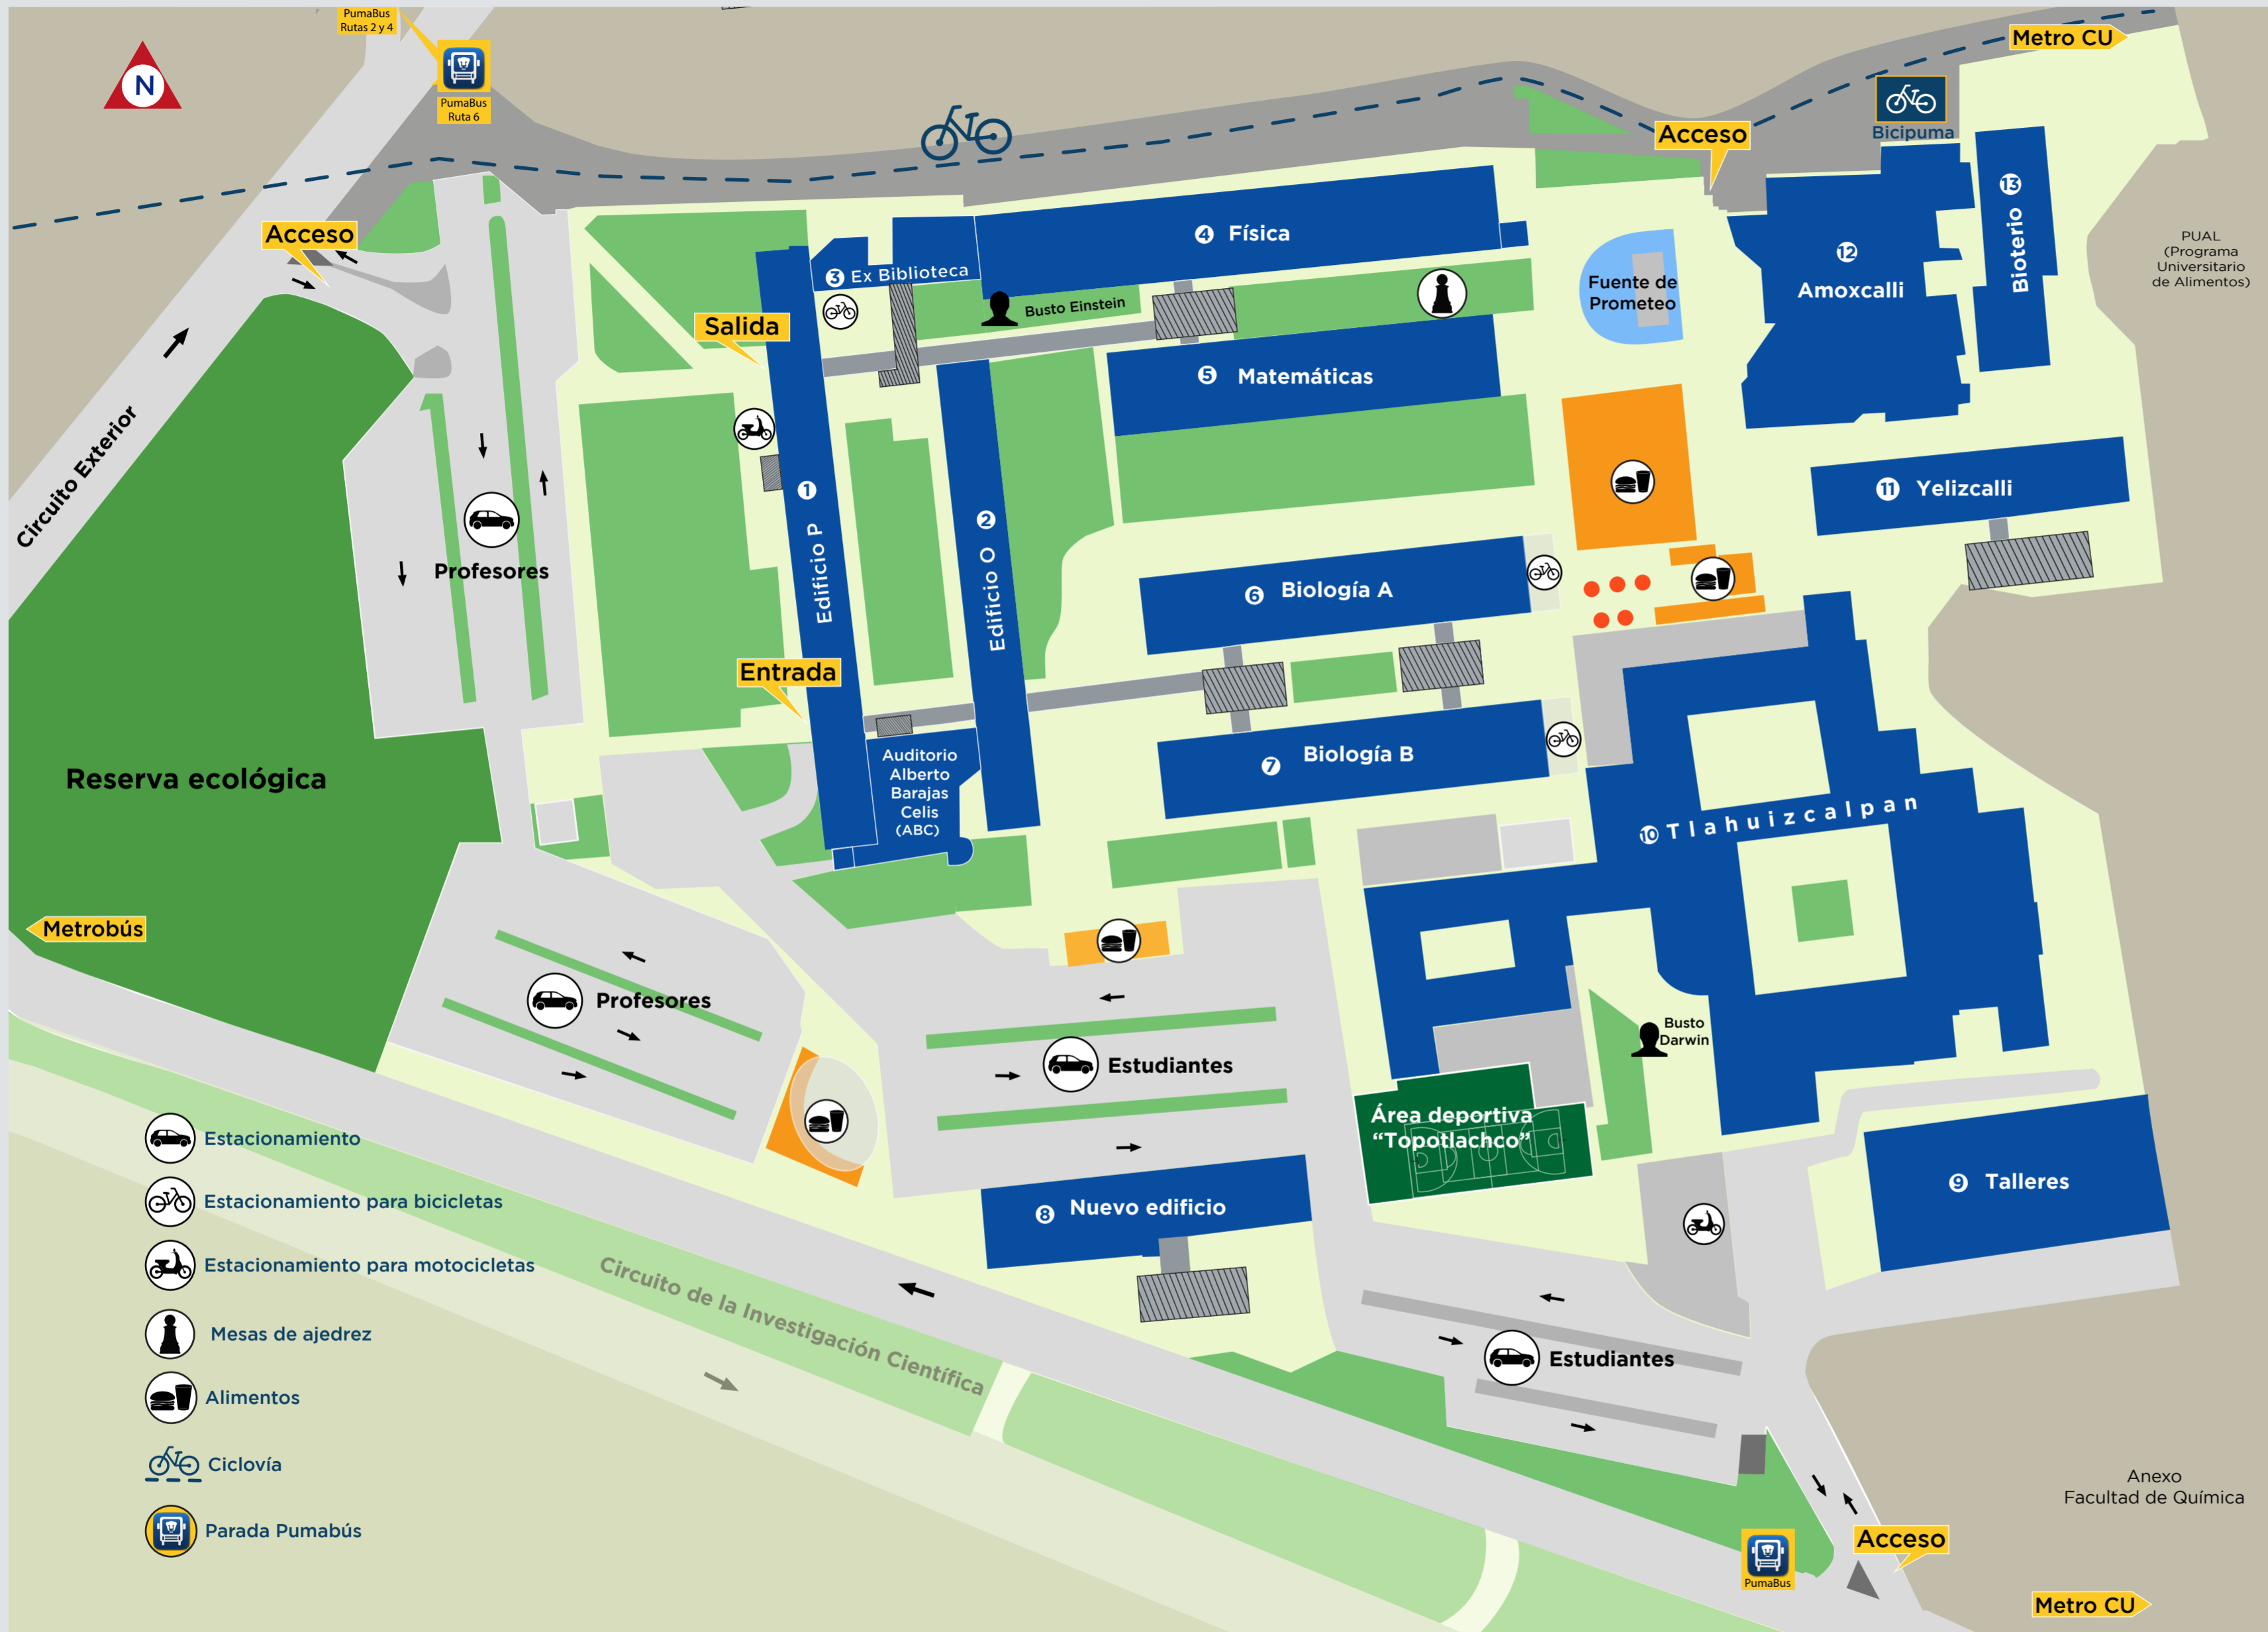 PumaBus
Rutas 2 y 4
PumaBus
Ruta 6
N
Metro CU
Bicipuma
Acceso
Acceso
13 Bioterio
PUAL
(Programa
Universitario
de Alimentos)
12
Amoxcalli
4 Física
3 Ex Biblioteca
Busto Einstein
Fuente de
Prometeo
Salida
5 Matemáticas
Circuito Exterior
1 Edificio P
2 Edificio O
11 Yelizcalli
Profesores
6 Biología A
Entrada
7 Biología B
Auditorio
Alberto
Barajas
Celis
(ABC)
Reserva ecológica
10 Tlahuizcalpan
Metrobús
Profesores
Estudiantes
Busto
Darwin
Área deportiva
“Topotlachco”
9 Talleres
8 Nuevo edificio
Estacionamiento
Estacionamiento para bicicletas
Estacionamiento para motocicletas
Mesas de ajedrez
Alimentos
Ciclovía
Parada Pumabús
Circuito de la Investigación Científica
Estudiantes
Anexo
Facultad de Química
Acceso
PumaBus
Metro CU